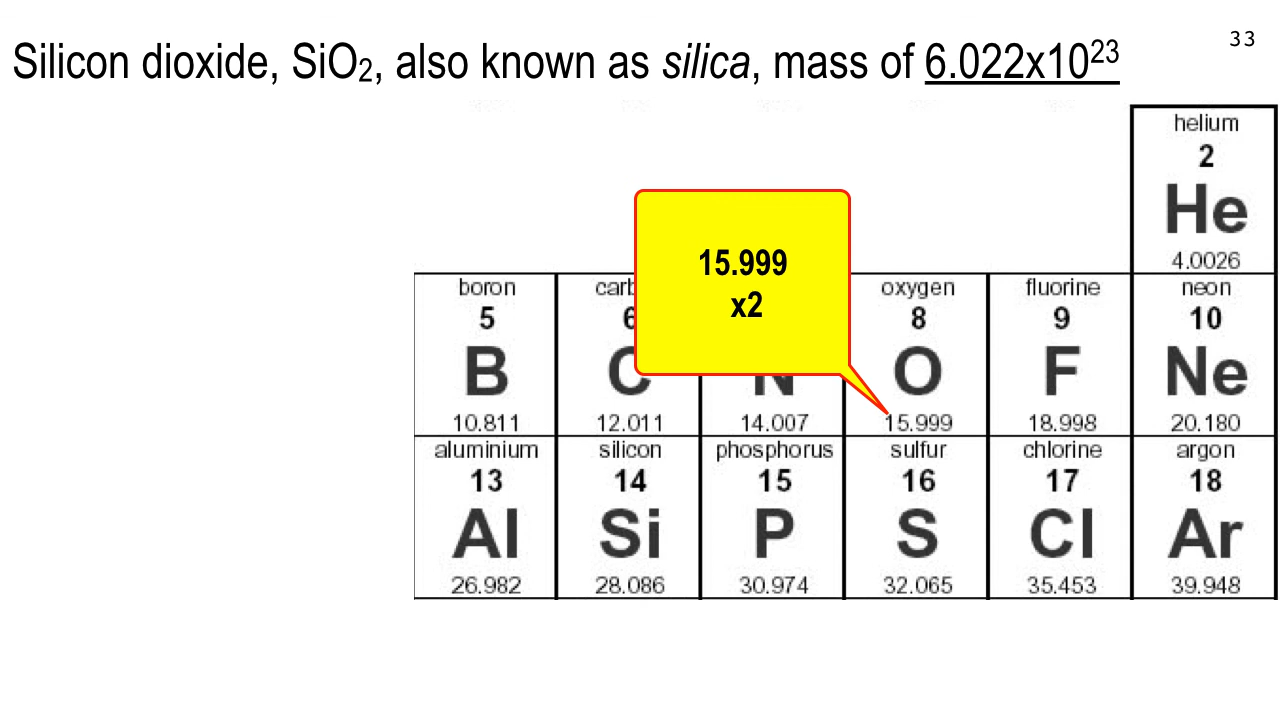 Silicon dioxide, SiO₂, also known as silica, mass of 6.022x10²³
33
helium
2
He
4.0026
15.999
x2
boron
5
B
10.811
carb
6
C
12.011
N
14.007
oxygen
8
O
15.999
fluorine
9
F
18.998
neon
10
Ne
20.180
aluminium
13
Al
26.982
silicon
14
Si
28.086
phosphorus
15
P
30.974
sulfur
16
S
32.065
chlorine
17
Cl
35.453
argon
18
Ar
39.948